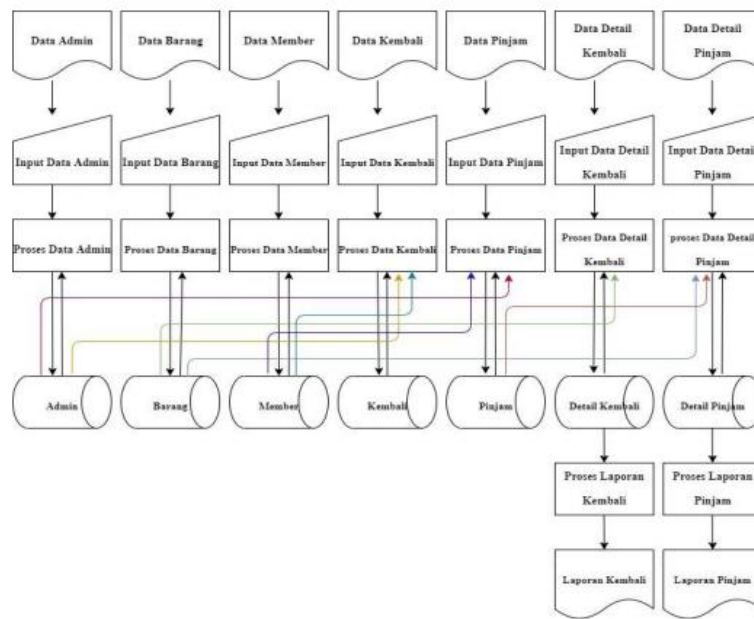 Data Admin
Data Barang
Data Member
Data Kembali
Data Pinjam
Data Detail
Kembali
Data Detail
Pinjam
Input Data Admin
Input Data Barang
Input Data Member
Input Data Kembali
Input Data Pinjam
Input Data Detail
Kembali
Input Data Detail
Pinjam
Proses Data Admin
Proses Data Barang
Proses Data Member
Proses Data Kembali
Proses Data Pinjam
Proses Data Detail
Kembali
proses Data Detail
Pinjam
Admin
Barang
Member
Kembali
Pinjam
Detail Kembali
Detail Pinjam
Proses Laporan
Kembali
Proses Laporan
Pinjam
Laporan Kembali
Laporan Pinjam